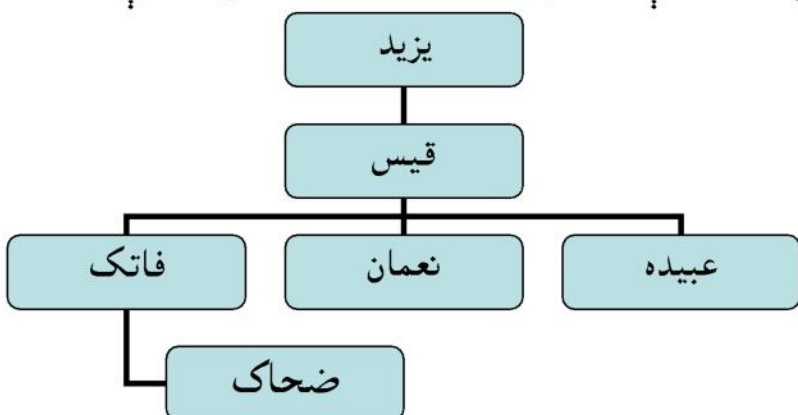 یزید
قیس
عبیده
نعمان
فاتک
ضحاک